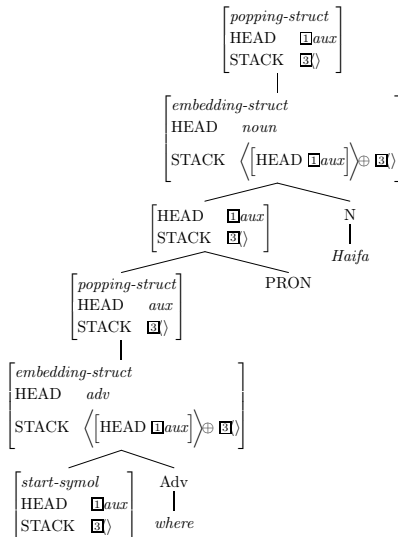 popping-struct
HEAD 1 aux
STACK 3 ⟨⟩
embedding-struct
HEAD noun
STACK ⟨[HEAD 1 aux]⟩ ⊕ 3 ⟨⟩
HEAD 1 aux
STACK 3 ⟨⟩
N
Haifa
popping-struct
HEAD aux
STACK 3 ⟨⟩
PRON
embedding-struct
HEAD adv
STACK ⟨[HEAD 1 aux]⟩ ⊕ 3 ⟨⟩
start-symol
HEAD 1 aux
STACK 3 ⟨⟩
Adv
where